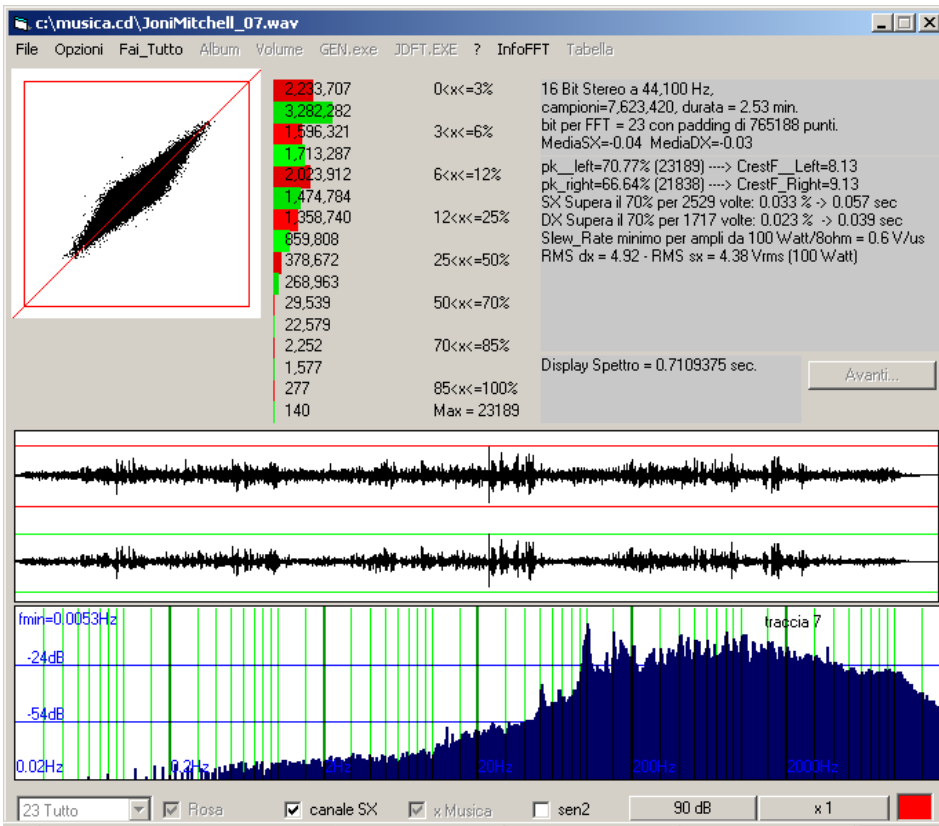 c:\musica.cd\JoniMitchell_07.wav
File Opzioni Fai_Tutto Album Volume GEN.exe JDFT.EXE ? InfoFFT Tabella
2,233,707 0<x<=3%
3,282,282
1,596,321 3<x<=6%
1,713,287
2,023,912 6<x<=12%
1,474,784
1,358,740 12<x<=25%
859,808
378,672 25<x<=50%
268,963
29,539 50<x<=70%
22,579
2,252 70<x<=85%
1,577
277 85<x<=100%
140 Max = 23189
16 Bit Stereo a 44,100 Hz,
campioni=7,623,420, durata = 2.53 min.
bit per FFT = 23 con padding di 765188 punti.
MediaSX=-0.04 MediaDX=-0.03
pk__left=70.77% (23189) ----> CrestF__Left=8.13
pk_right=66.64% (21838) ----> CrestF_Right=9.13
SX Supera il 70% per 2529 volte: 0.033 % -> 0.057 sec
DX Supera il 70% per 1717 volte: 0.023 % -> 0.039 sec
Slew_Rate minimo per ampli da 100 Watt/8ohm = 0.6 V/us
RMS dx = 4.92 - RMS sx = 4.38 Vrms (100 Watt)
Display Spettro = 0.7109375 sec.
Avanti...
fmin=0.0053Hz
traccia 7
-24dB
-54dB
0.02Hz 0.2Hz 2Hz 20Hz 200Hz 2000Hz
23 Tutto Rosa canale SX x Musica sen2 90 dB x 1